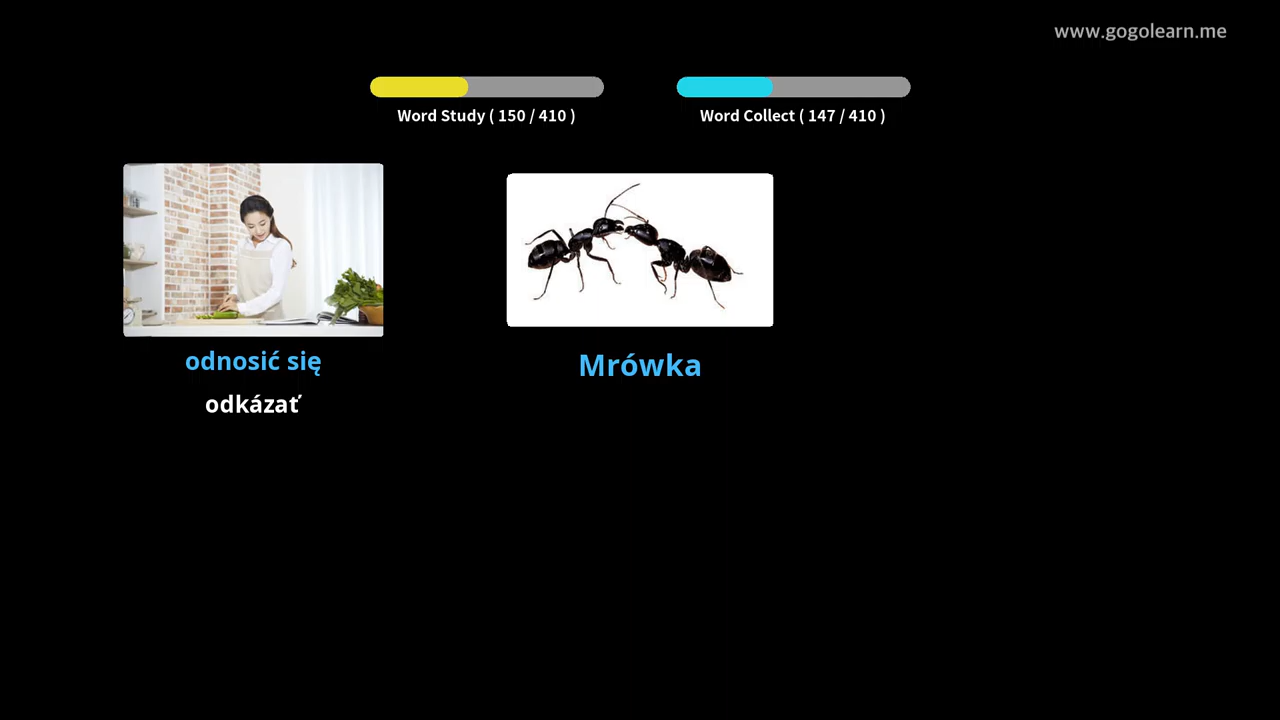 www.gogolearn.me
Word Study ( 150 / 410 )
Word Collect ( 147 / 410 )
odnosić się
odkázať
Mrówka